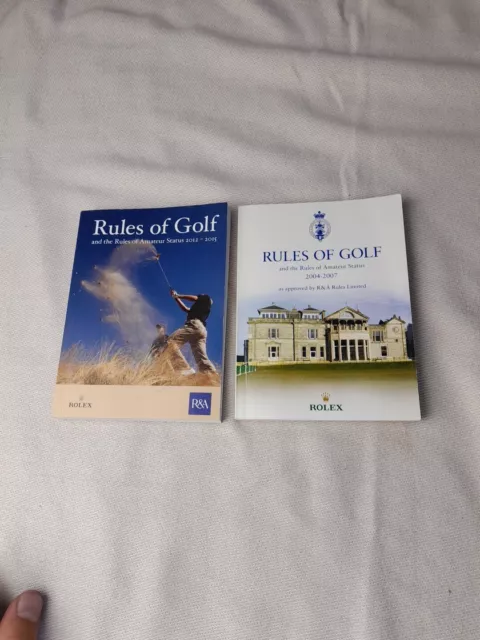 Rules of Golf
and the Rules of Amateur Status 2012 - 2015
ROLEX
R&A
RULES OF GOLF
and the Rules of Amateur Status
2004-2007
as approved by R&A Rules Limited
ROLEX